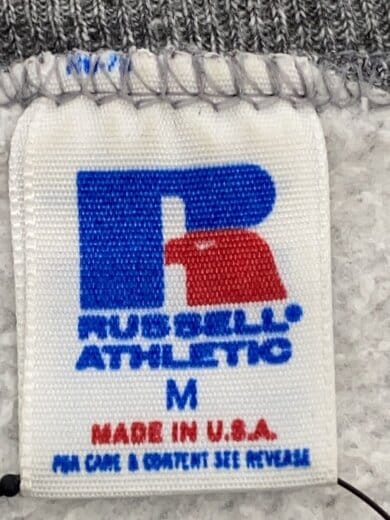 R
RUSSELL®
ATHLETIC
M
MADE IN U.S.A.
FOR CARE & CONTENT SEE REVERSE